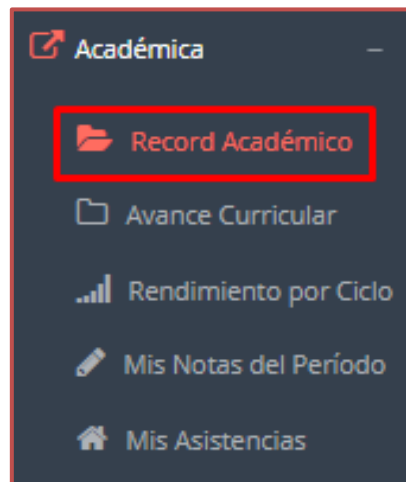 Académica
Record Académico
Avance Curricular
Rendimiento por Ciclo
Mis Notas del Período
Mis Asistencias